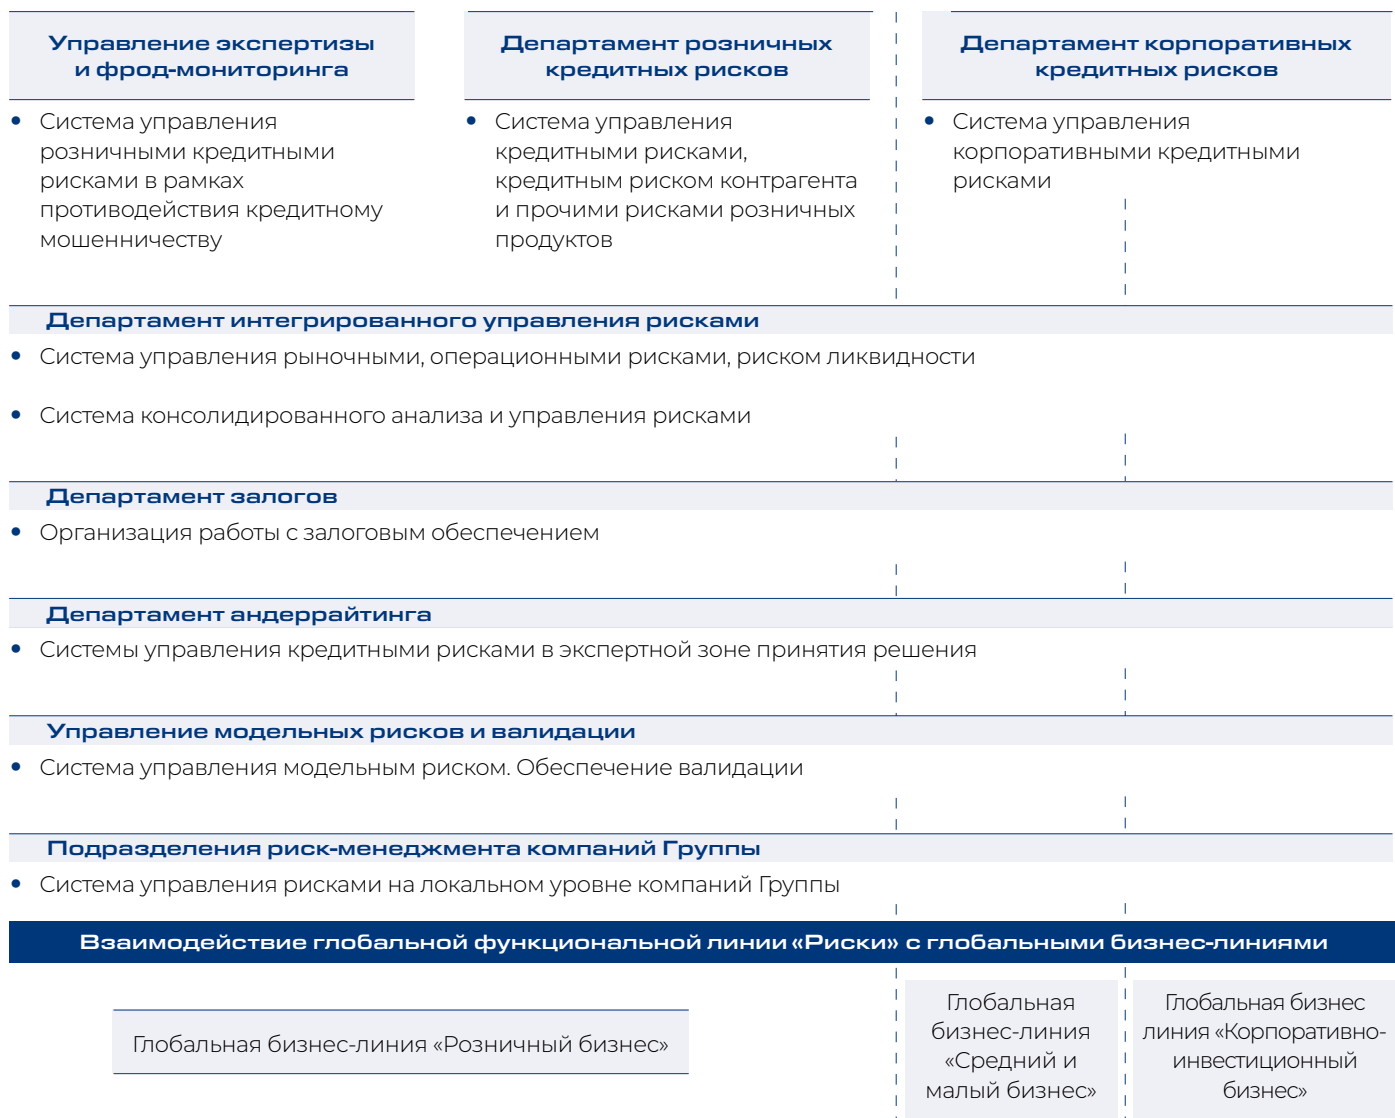 Управление экспертизы
и фрод-мониторинга
• Система управления
розничными кредитными
рисками в рамках
противодействия кредитному
мошенничеству
Департамент розничных
кредитных рисков
• Система управления
кредитными рисками,
кредитным риском контрагента
и прочими рисками розничных
продуктов
Департамент корпоративных
кредитных рисков
• Система управления
корпоративными кредитными
рисками
Департамент интегрированного управления рисками
• Система управления рыночными, операционными рисками, риском ликвидности
• Система консолидированного анализа и управления рисками
Департамент залогов
• Организация работы с залоговым обеспечением
Департамент андеррайтинга
• Системы управления кредитными рисками в экспертной зоне принятия решения
Управление модельных рисков и валидации
• Система управления модельным риском. Обеспечение валидации
Подразделения риск-менеджмента компаний Группы
• Система управления рисками на локальном уровне компаний Группы
Взаимодействие глобальной функциональной линии «Риски» с глобальными бизнес-линиями
Глобальная бизнес-линия «Розничный бизнес»
Глобальная
бизнес-линия
«Средний и
малый бизнес»
Глобальная бизнес
линия «Корпоративно-
инвестиционный
бизнес»